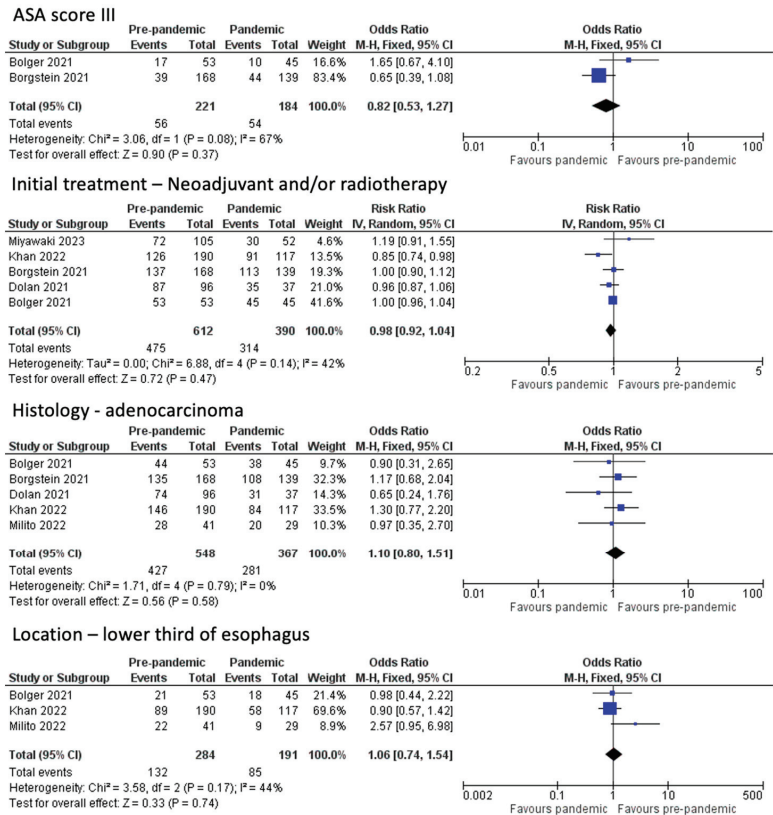 ASA score III
Pre-pandemic Pandemic Odds Ratio Odds Ratio
Study or Subgroup Events Total Events Total Weight M-H, Fixed, 95% CI M-H, Fixed, 95% CI
Bolger 2021 17 53 10 45 16.6% 1.65 [0.67, 4.10]
Borgstein 2021 39 168 44 139 83.4% 0.65 [0.39, 1.08]
Total (95% CI) 221 184 100.0% 0.82 [0.53, 1.27]
Total events 56 54
Heterogeneity: Chi² = 3.06, df = 1 (P = 0.08); I² = 67%
Test for overall effect: Z = 0.90 (P = 0.37)
0.01 0.1 1 10 100
Favours pandemic Favours pre-pandemic
Initial treatment – Neoadjuvant and/or radiotherapy
Pre-pandemic Pandemic Risk Ratio Risk Ratio
Study or Subgroup Events Total Events Total Weight IV, Random, 95% CI IV, Random, 95% CI
Miyawaki 2023 72 105 30 52 4.6% 1.19 [0.91, 1.55]
Khan 2022 126 190 91 117 13.5% 0.85 [0.74, 0.98]
Borgstein 2021 137 168 113 139 19.3% 1.00 [0.90, 1.12]
Dolan 2021 87 96 35 37 21.0% 0.96 [0.87, 1.06]
Bolger 2021 53 53 45 45 41.6% 1.00 [0.96, 1.04]
Total (95% CI) 612 390 100.0% 0.98 [0.92, 1.04]
Total events 475 314
Heterogeneity: Tau² = 0.00; Chi² = 6.88, df = 4 (P = 0.14); I² = 42%
Test for overall effect: Z = 0.72 (P = 0.47)
0.2 0.5 1 2 5
Favours pandemic Favours pre-pandemic
Histology - adenocarcinoma
Pre-pandemic Pandemic Odds Ratio Odds Ratio
Study or Subgroup Events Total Events Total Weight M-H, Fixed, 95% CI M-H, Fixed, 95% CI
Bolger 2021 44 53 38 45 9.7% 0.90 [0.31, 2.65]
Borgstein 2021 135 168 108 139 32.3% 1.17 [0.68, 2.04]
Dolan 2021 74 96 31 37 14.3% 0.65 [0.24, 1.76]
Khan 2022 146 190 84 117 33.5% 1.30 [0.77, 2.20]
Milito 2022 28 41 20 29 10.3% 0.97 [0.35, 2.70]
Total (95% CI) 548 367 100.0% 1.10 [0.80, 1.51]
Total events 427 281
Heterogeneity: Chi² = 1.71, df = 4 (P = 0.79); I² = 0%
Test for overall effect: Z = 0.56 (P = 0.58)
0.01 0.1 1 10 100
Favours pandemic Favours pre-pandemic
Location – lower third of esophagus
Pre-pandemic Pandemic Odds Ratio Odds Ratio
Study or Subgroup Events Total Events Total Weight M-H, Fixed, 95% CI M-H, Fixed, 95% CI
Bolger 2021 21 53 18 45 21.4% 0.98 [0.44, 2.22]
Khan 2022 89 190 58 117 69.6% 0.90 [0.57, 1.42]
Milito 2022 22 41 9 29 8.9% 2.57 [0.95, 6.98]
Total (95% CI) 284 191 100.0% 1.06 [0.74, 1.54]
Total events 132 85
Heterogeneity: Chi² = 3.58, df = 2 (P = 0.17); I² = 44%
Test for overall effect: Z = 0.33 (P = 0.74)
0.002 0.1 1 10 500
Favours pandemic Favours pre-pandemic